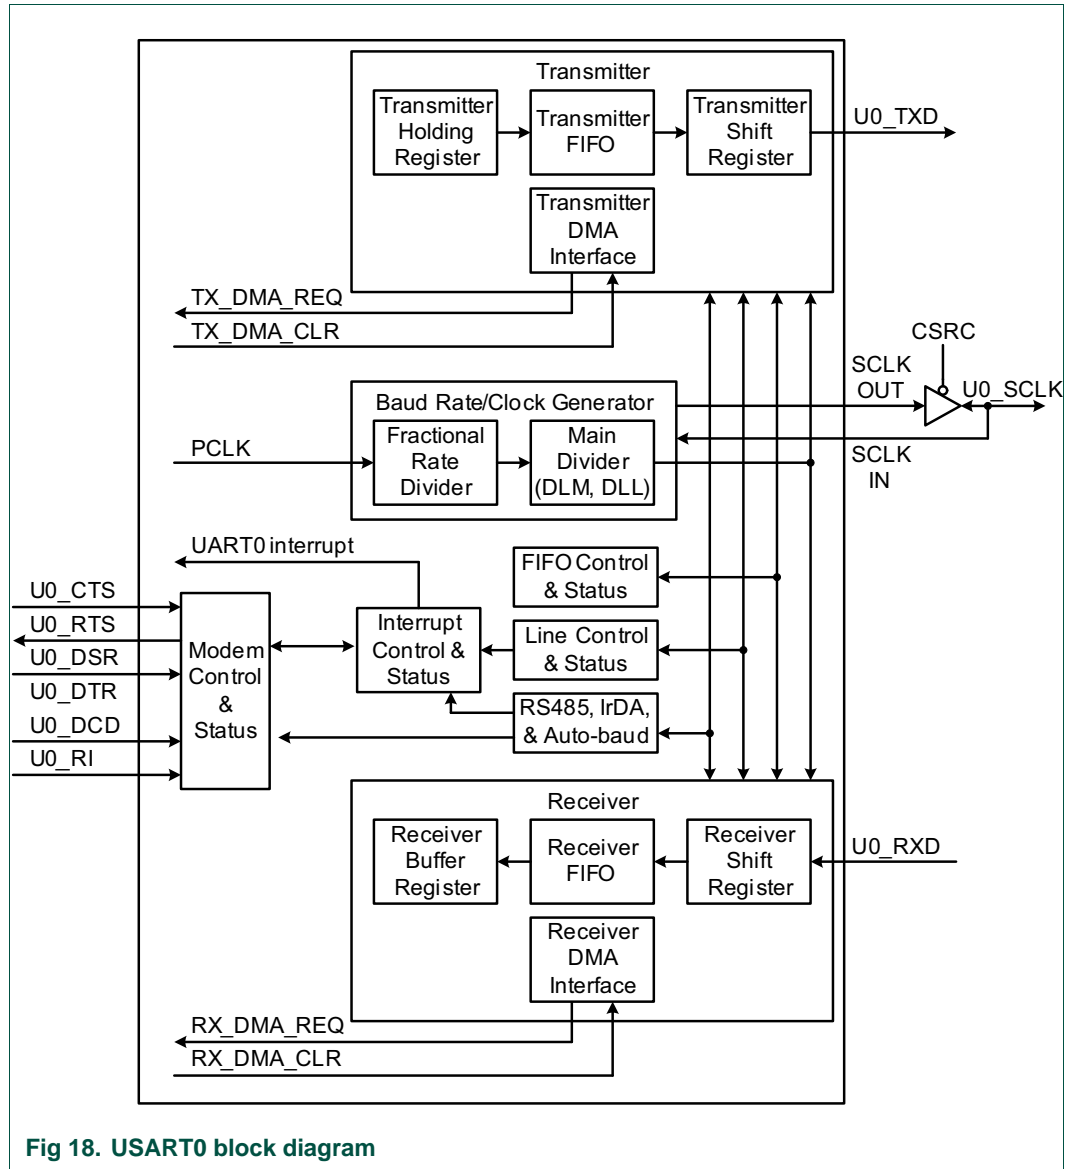 Transmitter
Transmitter
Holding
Register
Transmitter
FIFO
Transmitter
Shift
Register
U0_TXD
Transmitter
DMA
Interface
TX_DMA_REQ
TX_DMA_CLR
CSRC
SCLK
OUT
U0_SCLK
Baud Rate/Clock Generator
PCLK
Fractional
Rate
Divider
Main
Divider
(DLM, DLL)
SCLK
IN
UART0 interrupt
FIFO Control
& Status
U0_CTS
U0_RTS
U0_DSR
U0_DTR
U0_DCD
U0_RI
Modem
Control
&
Status
Interrupt
Control &
Status
Line Control
& Status
RS485, IrDA,
& Auto-baud
Receiver
Receiver
Buffer
Register
Receiver
FIFO
Receiver
Shift
Register
U0_RXD
Receiver
DMA
Interface
RX_DMA_REQ
RX_DMA_CLR
Fig 18. USART0 block diagram